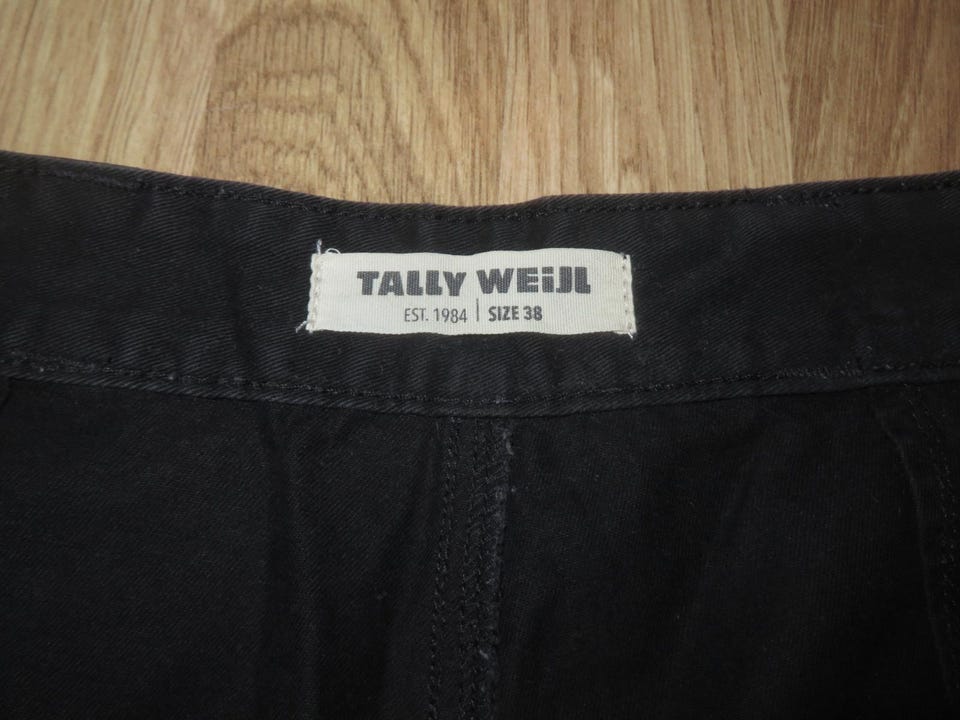 TALLY WEiJL
EST. 1984 | SIZE 38